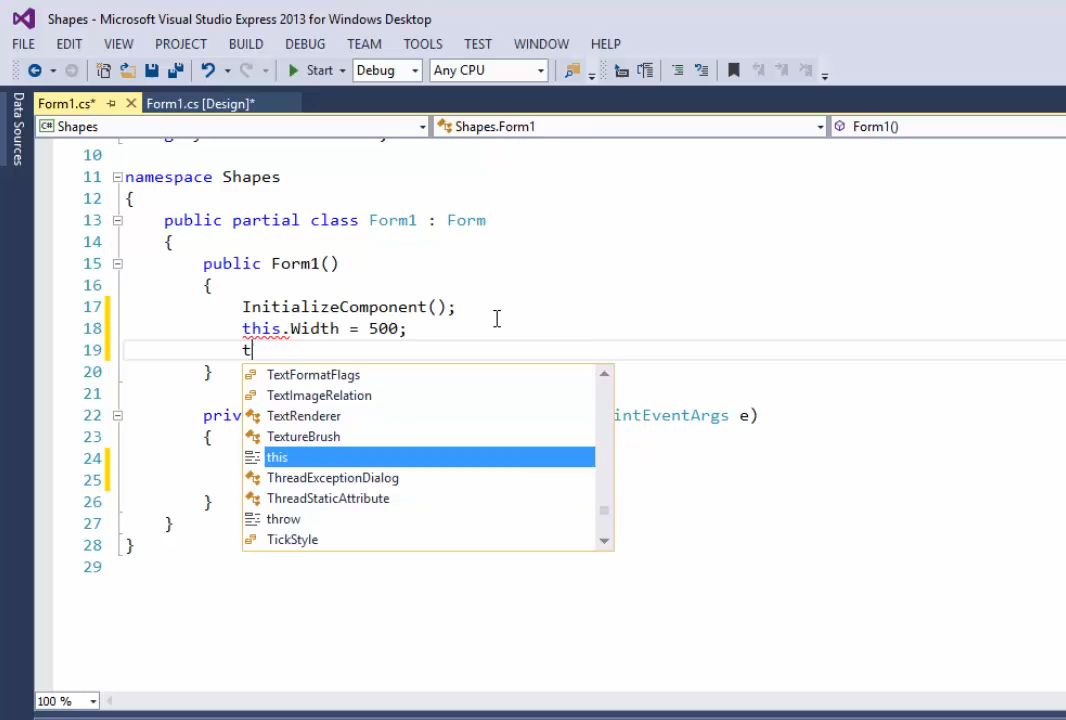 Shapes - Microsoft Visual Studio Express 2013 for Windows Desktop
FILE EDIT VIEW PROJECT BUILD DEBUG TEAM TOOLS TEST WINDOW HELP
Start Debug Any CPU
Data Sources
Form1.cs* Form1.cs [Design]*
C# Shapes Shapes.Form1 Form1()
10
11 namespace Shapes
12 {
13 public partial class Form1 : Form
14 {
15 public Form1()
16 {
17 InitializeComponent();
18 this.Width = 500;
19 t
20 }
TextFormatFlags
21
TextImageRelation
22 priv intEventArgs e)
TextRenderer
23 {
TextureBrush
24
this
25
ThreadExceptionDialog
26 }
ThreadStaticAttribute
27 }
throw
28 }
TickStyle
29
100 %